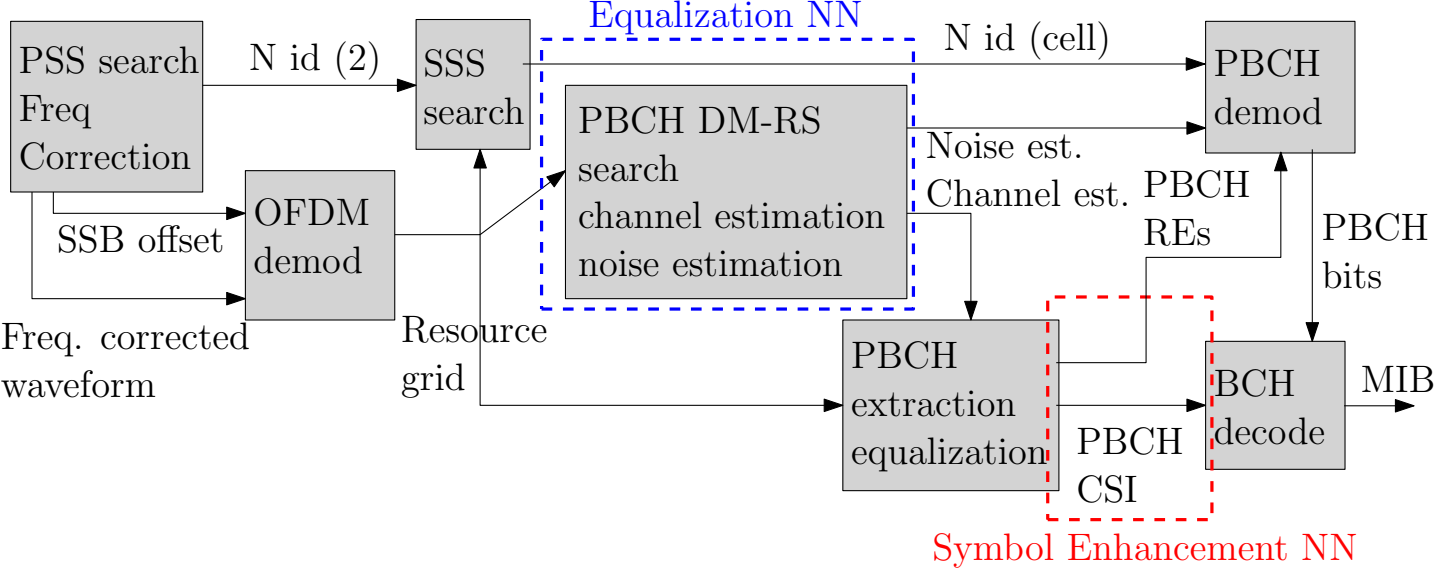 Equalization NN
PSS search
Freq
Correction
N id (2)
SSS
search
N id (cell)
PBCH
demod
PBCH DM-RS
search
channel estimation
noise estimation
Noise est.
Channel est.
PBCH
REs
OFDM
demod
SSB offset
PBCH
bits
Freq. corrected
waveform
Resource
grid
PBCH
extraction
equalization
PBCH
CSI
BCH
decode
MIB
Symbol Enhancement NN